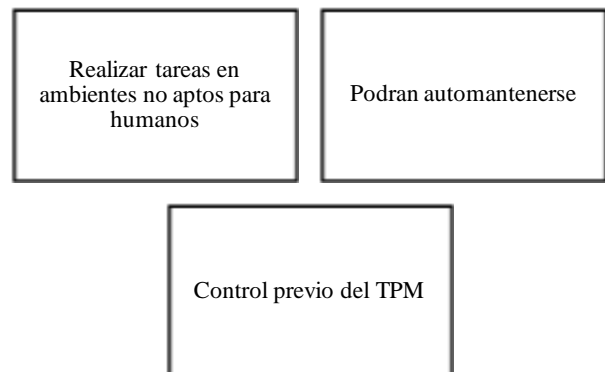 Realizar tareas en
ambientes no aptos para
humanos
Podran automantenerse
Control previo del TPM